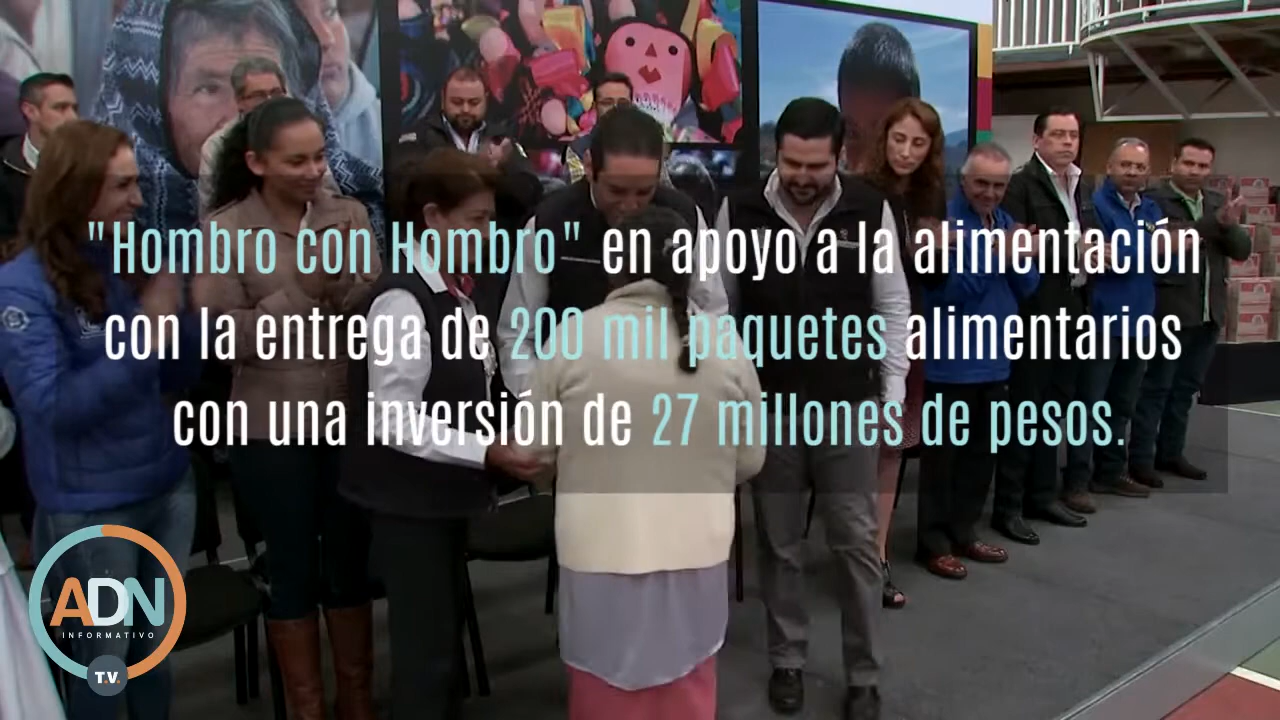 "Hombro con Hombro" en apoyo a la alimentación
con la entrega de 200 mil paquetes alimentarios
con una inversión de 27 millones de pesos.
ADN
INFORMATIVO
T.V.